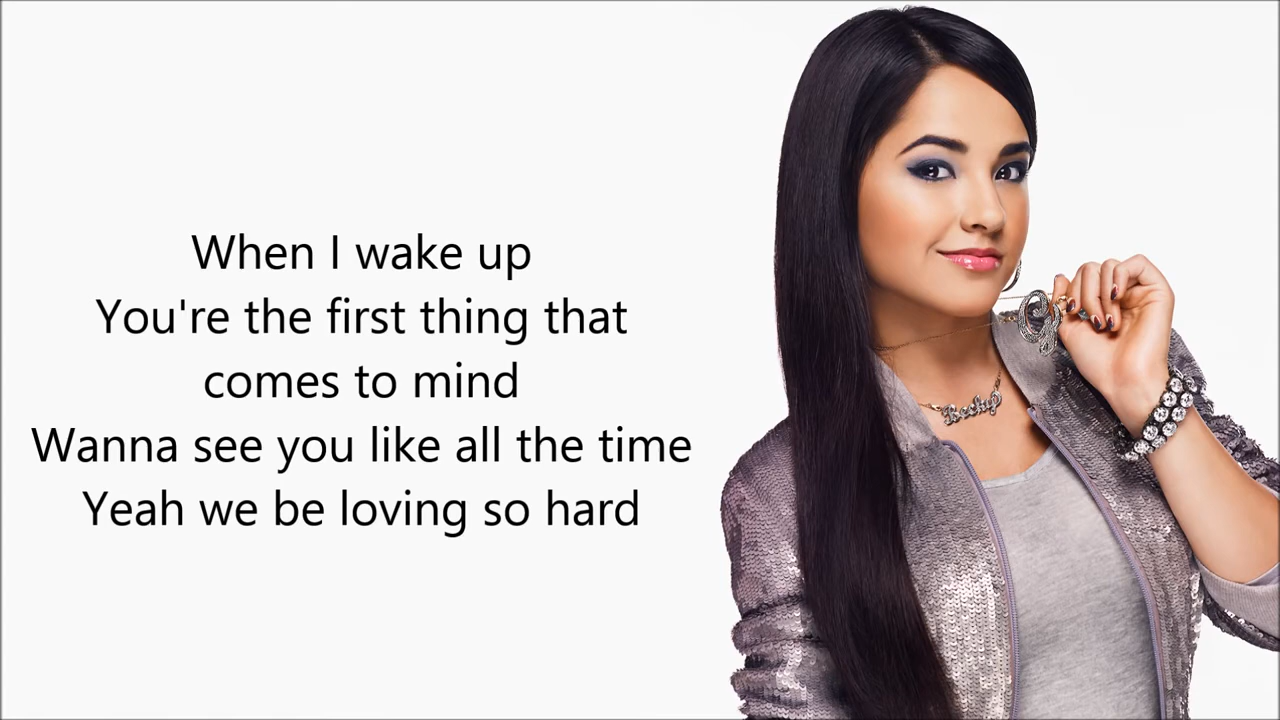 When I wake up
You're the first thing that
comes to mind
Wanna see you like all the time
Yeah we be loving so hard
Becky
G